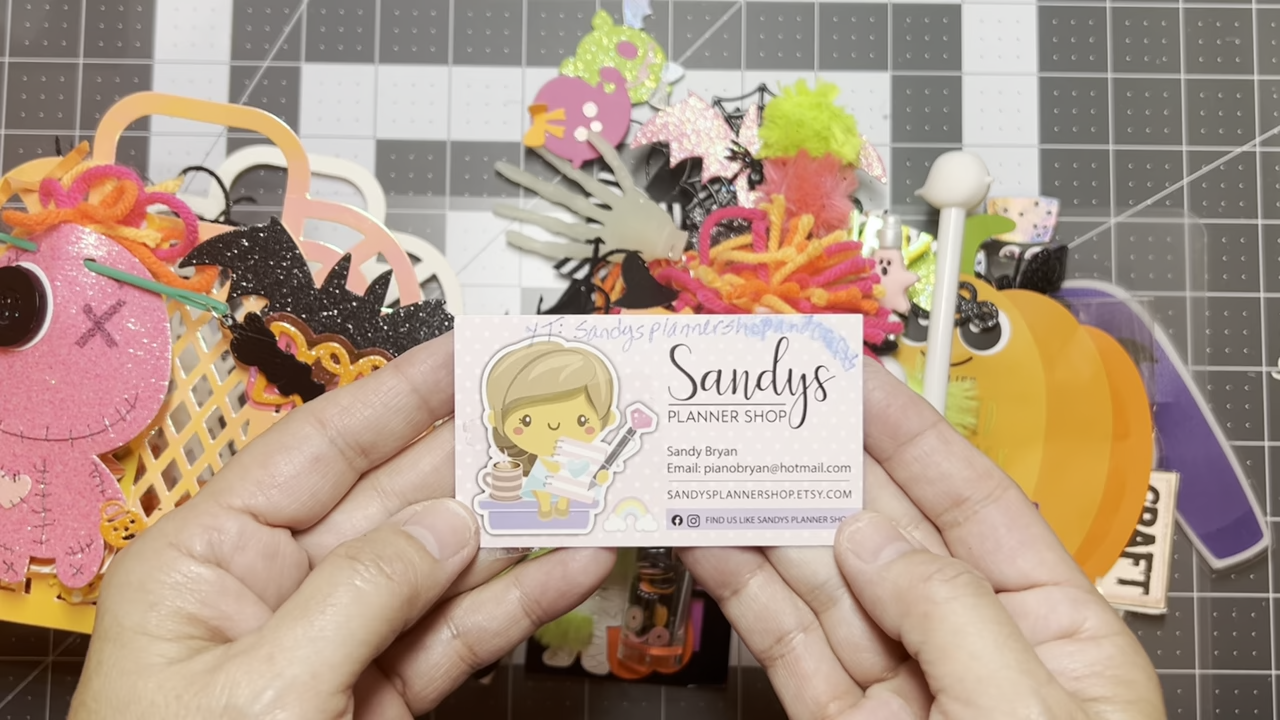 YT: Sandysplannershopand
Sandys
PLANNER SHOP
Sandy Bryan
Email: pianobryan@hotmail.com
SANDYSPLANNERSHOP.ETSY.COM
FIND US LIKE SANDYS PLANNER SHO
CRAFT